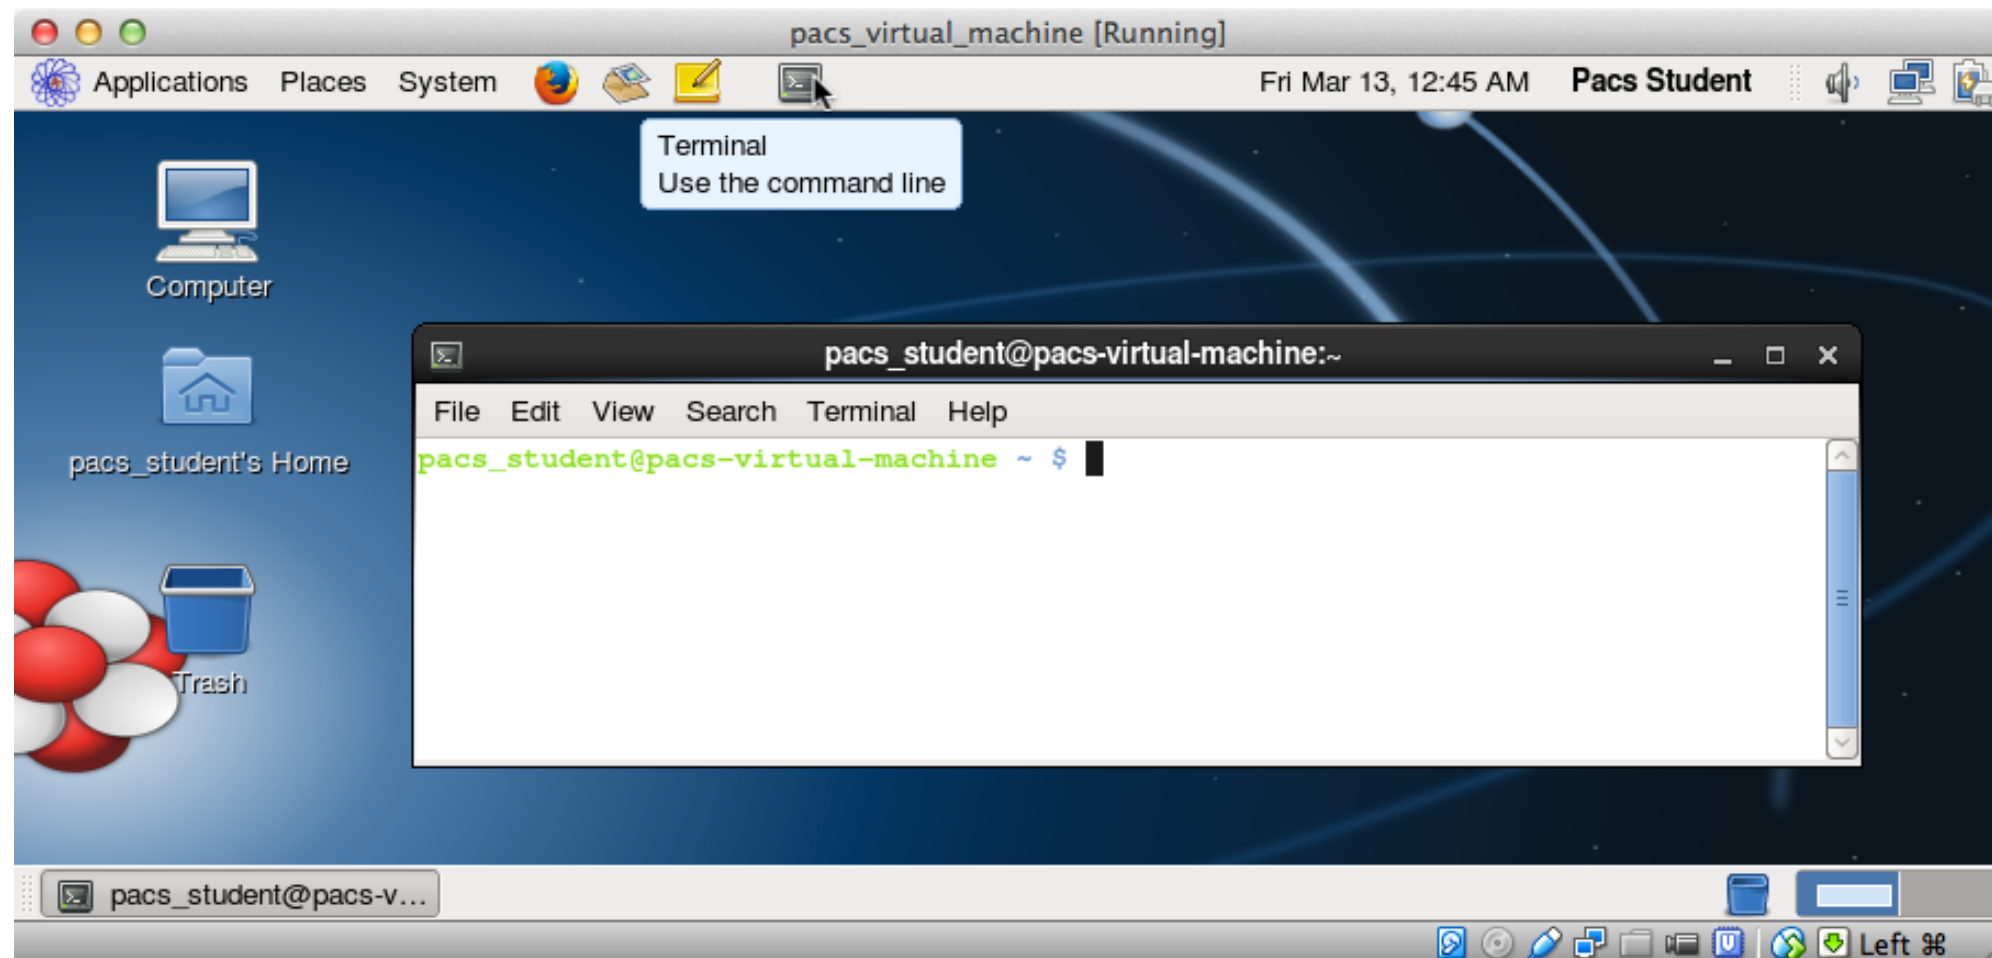 pacs_virtual_machine [Running]
Applications Places System Fri Mar 13, 12:45 AM Pacs Student
Terminal
Use the command line
Computer
pacs_student's Home
Trash
pacs_student@pacs-virtual-machine:~
File Edit View Search Terminal Help
pacs_student@pacs-virtual-machine ~ $
pacs_student@pacs-v...
Left ⌘